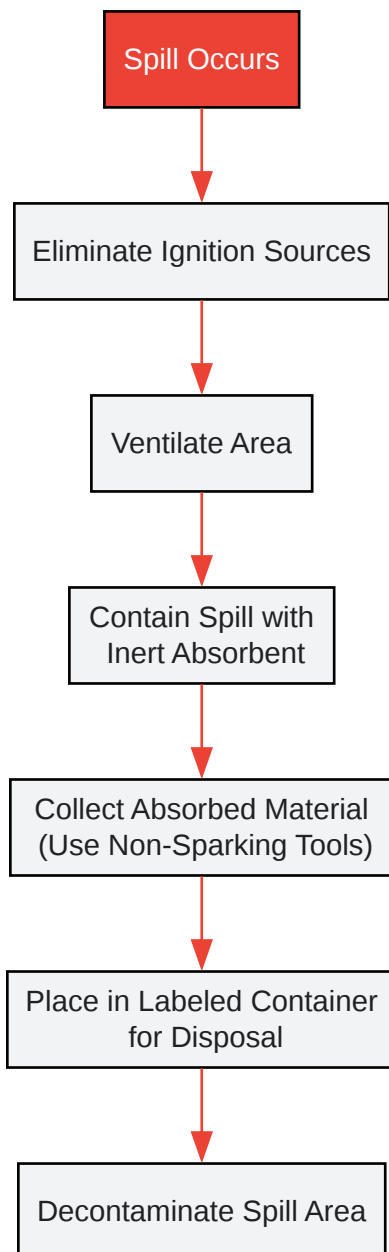 Spill Occurs
Eliminate Ignition Sources
Ventilate Area
Contain Spill with
Inert Absorbent
Collect Absorbed Material
(Use Non-Sparking Tools)
Place in Labeled Container
for Disposal
Decontaminate Spill Area